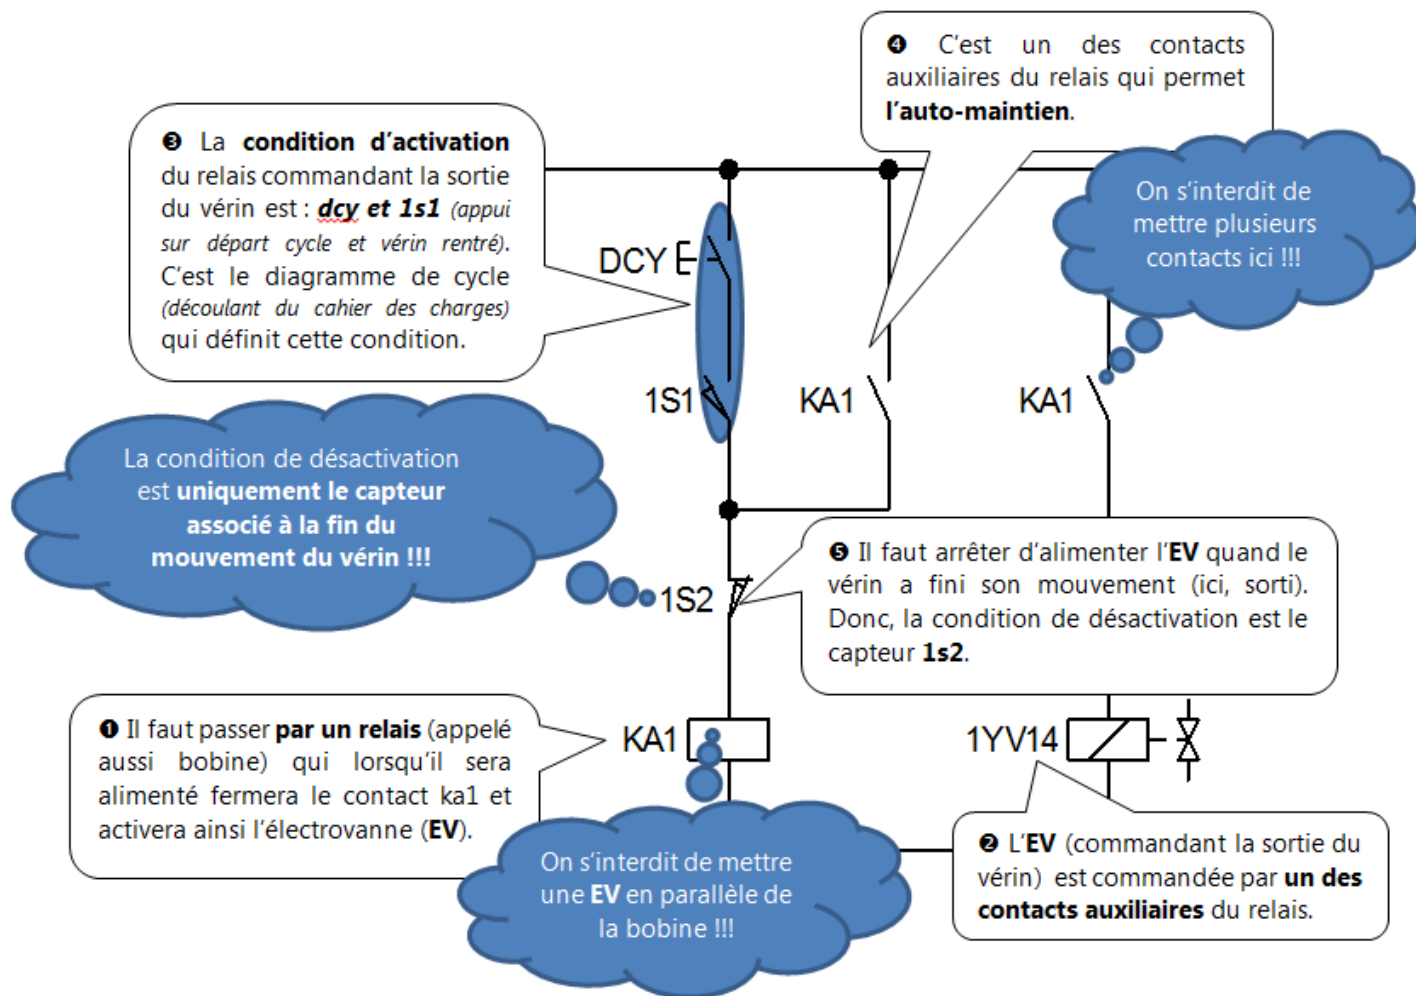 ❹ C'est un des contacts
auxiliaires du relais qui permet
l'auto-maintien.
❸ La condition d'activation
du relais commandant la sortie
du vérin est : dcy et 1s1 (appui
sur départ cycle et vérin rentré).
C'est le diagramme de cycle
(découlant du cahier des charges)
qui définit cette condition.
On s'interdit de
mettre plusieurs
contacts ici !!!
DCY
1S1
KA1
KA1
La condition de désactivation
est uniquement le capteur
associé à la fin du
mouvement du vérin !!!
1S2
❺ Il faut arrêter d'alimenter l'EV quand le
vérin a fini son mouvement (ici, sorti).
Donc, la condition de désactivation est le
capteur 1s2.
❶ Il faut passer par un relais (appelé
aussi bobine) qui lorsqu'il sera
alimenté fermera le contact ka1 et
activera ainsi l'électrovanne (EV).
KA1
1YV14
On s'interdit de mettre
une EV en parallèle de
la bobine !!!
❷ L'EV (commandant la sortie du
vérin) est commandée par un des
contacts auxiliaires du relais.